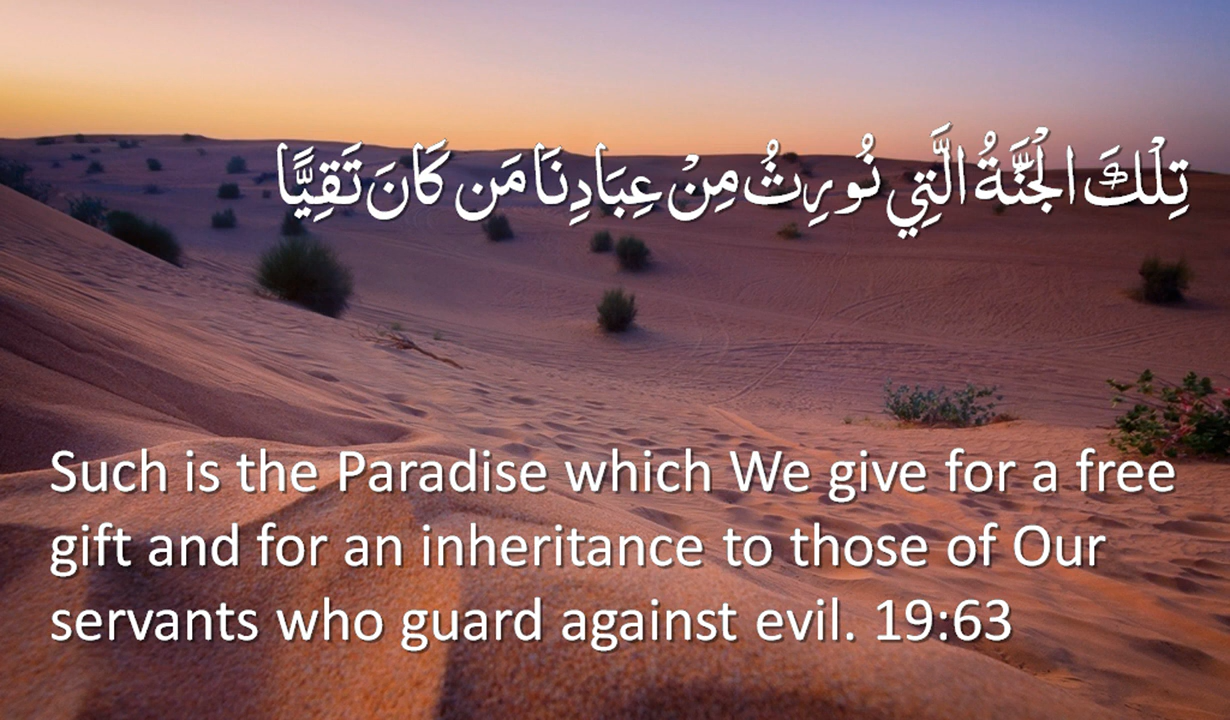 تِلْكَ الْجَنَّةُ الَّتِي نُورِثُ مِنْ عِبَادِنَا مَن كَانَ تَقِيًّا
Such is the Paradise which We give for a free
gift and for an inheritance to those of Our
servants who guard against evil. 19:63